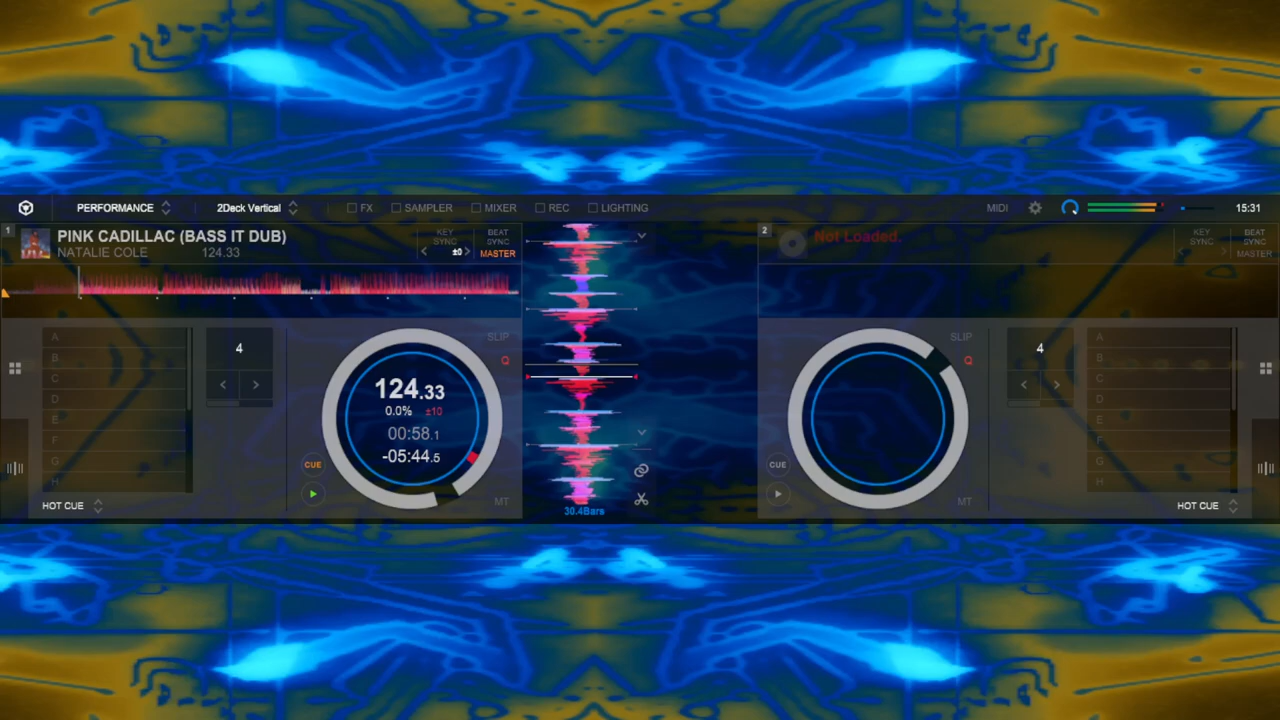 PERFORMANCE 2Deck Vertical FX SAMPLER MIXER REC LIGHTING MIDI 15:31
1 PINK CADILLAC (BASS IT DUB) KEY SYNC BEAT SYNC
NATALIE COLE 124.33 ±0 MASTER
2 Not Loaded. KEY SYNC BEAT SYNC
MASTER
A
B
C
D
E
F
G
H
HOT CUE
4
SLIP
Q
124.33
0.0% ±10
00:58.1
-05:44.5
CUE
MT
30.4Bars
SLIP
Q
CUE
MT
4
A
B
C
D
E
F
G
H
HOT CUE